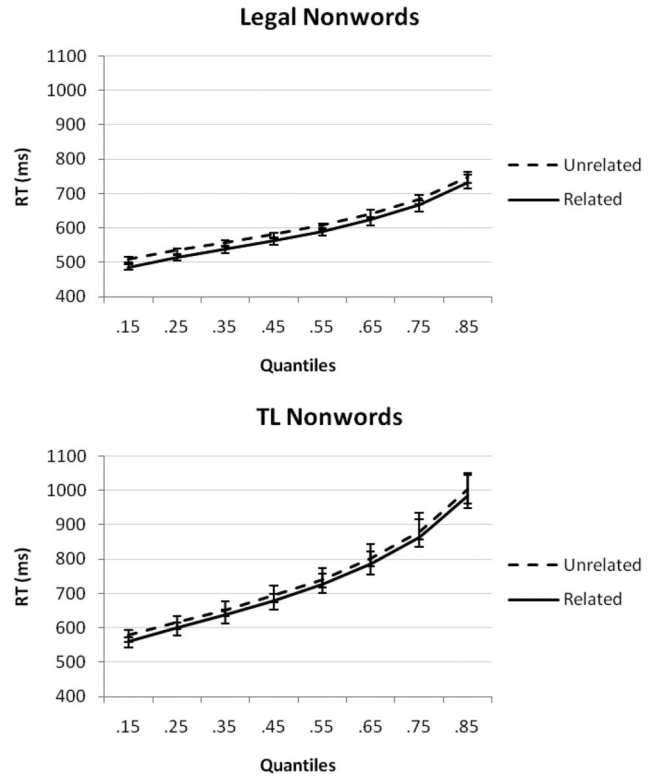 Legal Nonwords
1100
1000
900
800
700
600
500
400
RT (ms)
.15 .25 .35 .45 .55 .65 .75 .85
Quantiles
Unrelated
Related
TL Nonwords
1100
1000
900
800
700
600
500
400
RT (ms)
.15 .25 .35 .45 .55 .65 .75 .85
Quantiles
Unrelated
Related